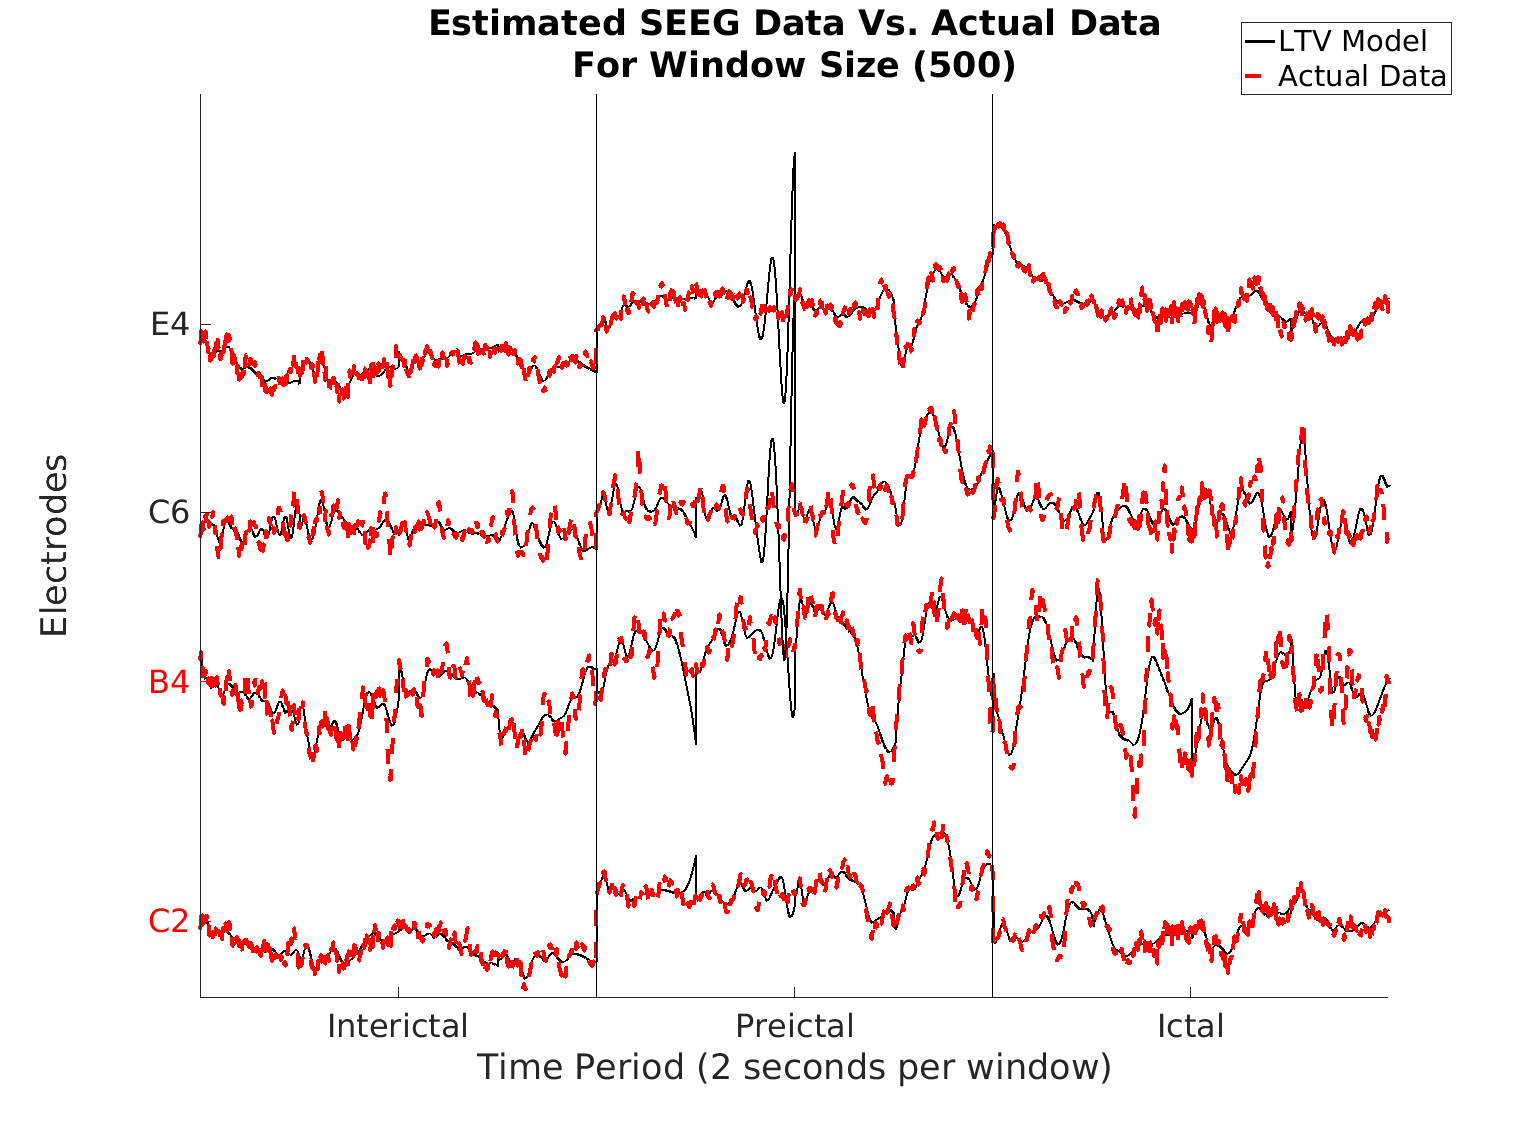 Estimated SEEG Data Vs. Actual Data
For Window Size (500)
LTV Model
Actual Data
Electrodes
E4
C6
B4
C2
Interictal
Preictal
Ictal
Time Period (2 seconds per window)